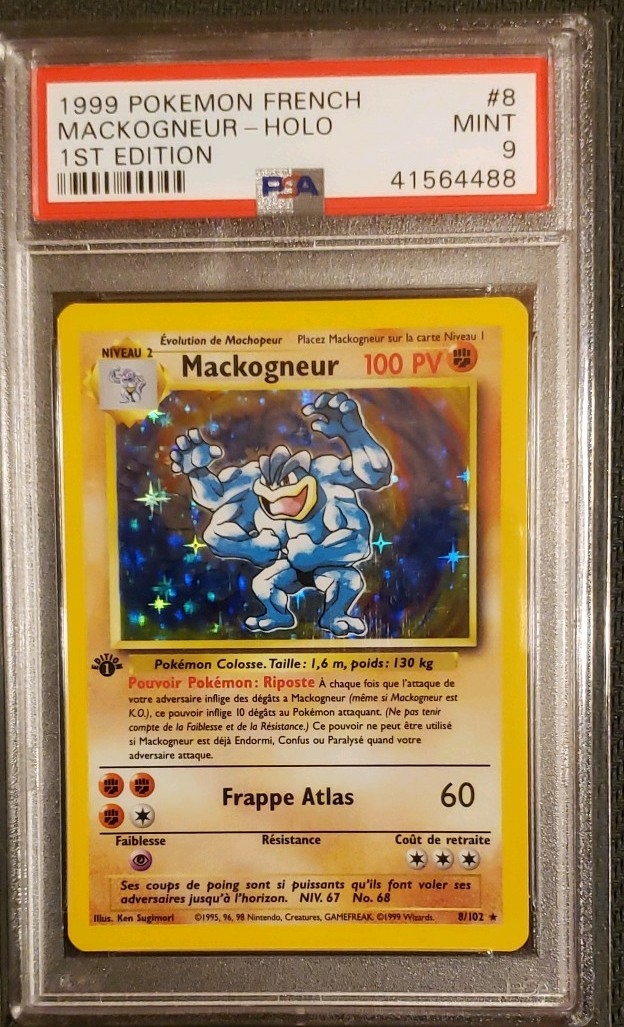 1999 POKEMON FRENCH #8
MACKOGNEUR - HOLO MINT
1ST EDITION 9
PSA 41564488
Évolution de Machopeur Placez Mackogneur sur la carte Niveau 1
NIVEAU 2 Mackogneur 100 PV
EDITION 1
Pokémon Colosse. Taille: 1,6 m, poids: 130 kg
Pouvoir Pokémon: Riposte À chaque fois que l'attaque de
votre adversaire inflige des dégâts a Mackogneur (même si Mackogneur est
K.O.), ce pouvoir inflige 10 dégâts au Pokémon attaquant. (Ne pas tenir
compte de la Faiblesse et de la Résistance.) Ce pouvoir ne peut être utilisé
si Mackogneur est déjà Endormi, Confus ou Paralysé quand votre
adversaire attaque.
Frappe Atlas 60
Faiblesse Résistance Coût de retraite
Ses coups de poing sont si puissants qu'ils font voler ses
adversaires jusqu'à l'horizon. NIV. 67 No. 68
Illus. Ken Sugimori ©1995, 96, 98 Nintendo, Creatures, GAMEFREAK. ©1999 Wizards. 8/102 ★